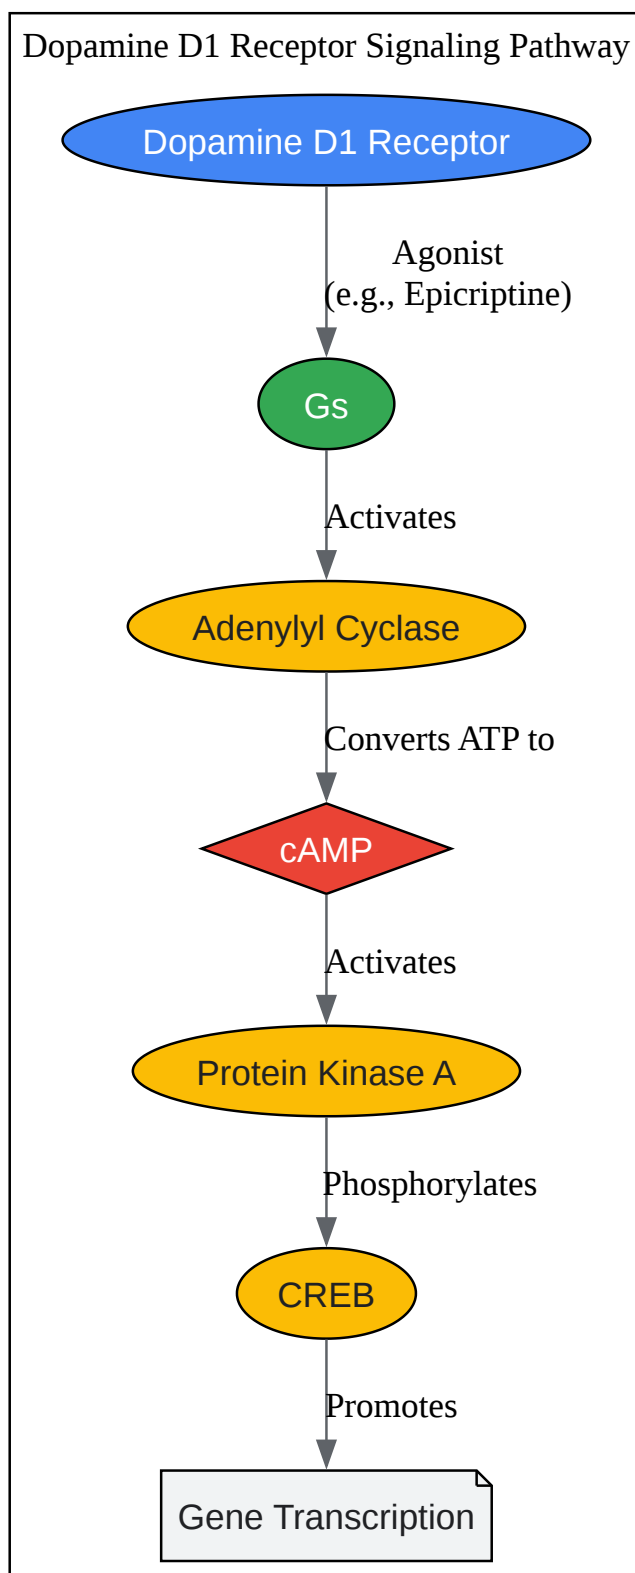 Dopamine D1 Receptor Signaling Pathway
Dopamine D1 Receptor
Agonist
(e.g., Epicriptine)
Gs
Activates
Adenylyl Cyclase
Converts ATP to
cAMP
Activates
Protein Kinase A
Phosphorylates
CREB
Promotes
Gene Transcription